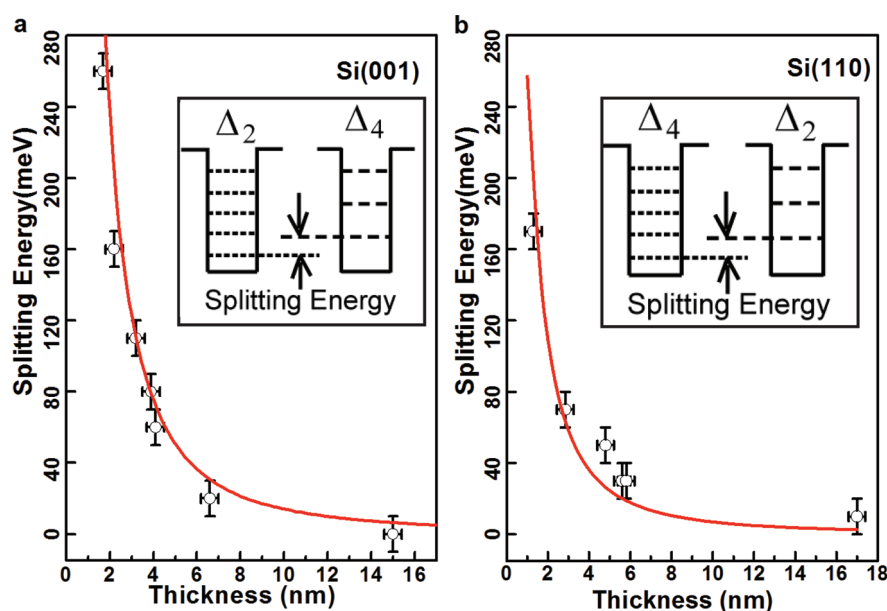 a
Splitting Energy(meV)
280
240
200
160
120
80
40
0
0 2 4 6 8 10 12 14 16
Thickness (nm)
Si(001)
Δ2 Δ4
Splitting Energy
b
Splitting Energy(meV)
280
240
200
160
120
80
40
0
0 2 4 6 8 10 12 14 16 18
Thickness (nm)
Si(110)
Δ4 Δ2
Splitting Energy